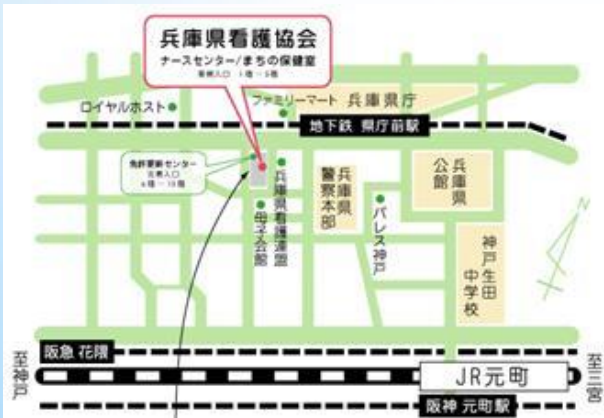 兵庫県看護協会
ナースセンター/まちの保健室
ファミリーマート
兵庫県庁
ロイヤルホスト
地下鉄 県庁前駅
免許更新センター
兵庫県看護連盟
母子会館
兵庫県
警察本部
パレス神戸
兵庫県
公館
神戸生田
中学校
N
阪急 花隈
至神戸
JR元町
至三宮
阪神 元町駅